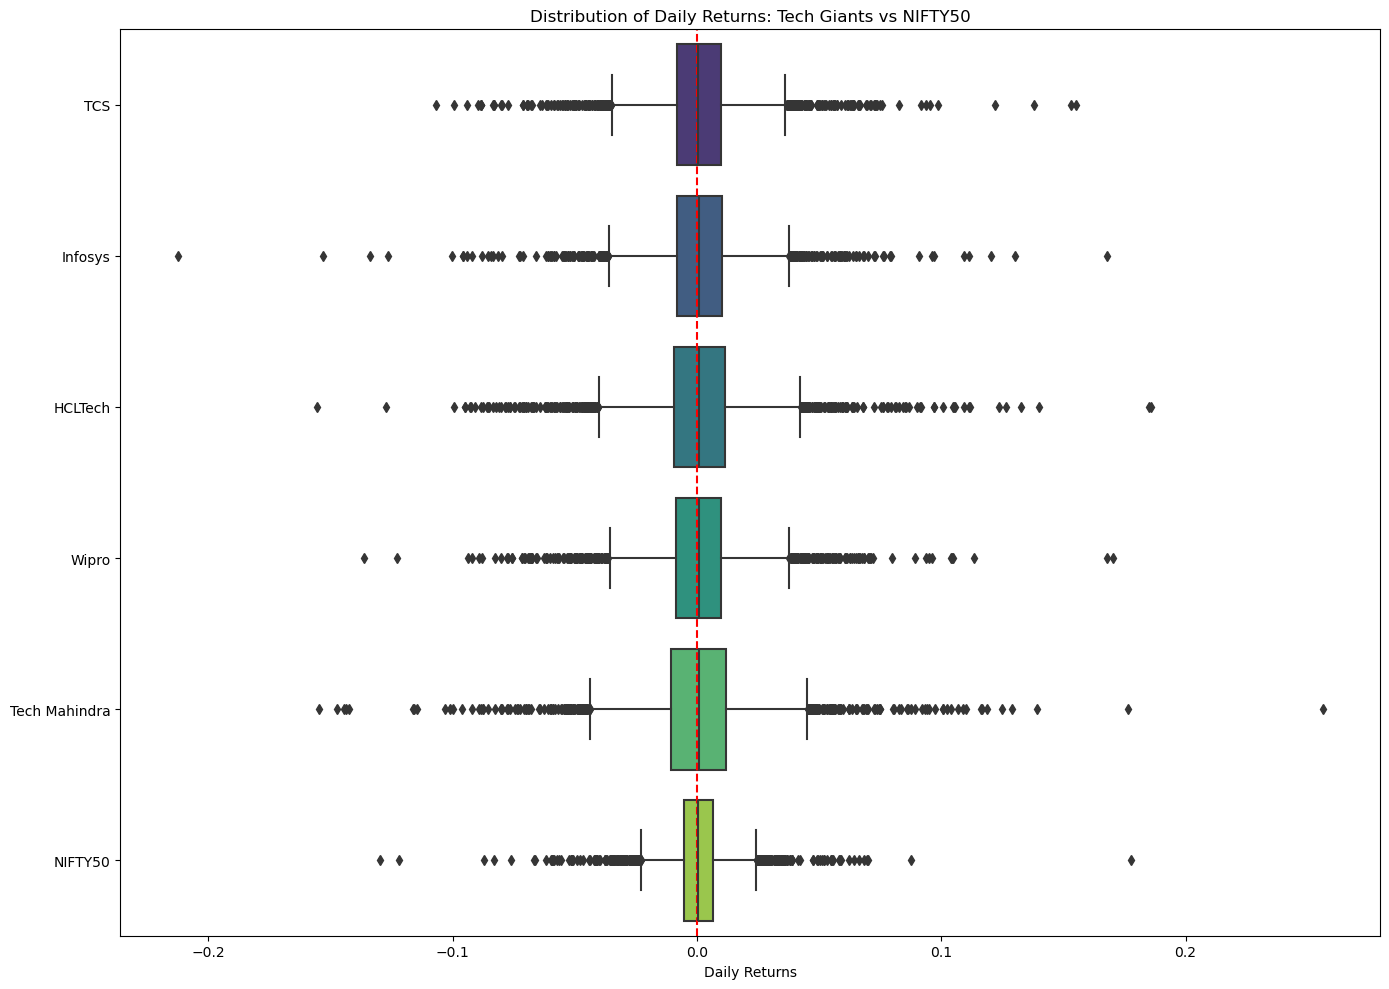 Distribution of Daily Returns: Tech Giants vs NIFTY50
TCS
Infosys
HCLTech
Wipro
Tech Mahindra
NIFTY50
−0.2
−0.1
0.0
0.1
0.2
Daily Returns